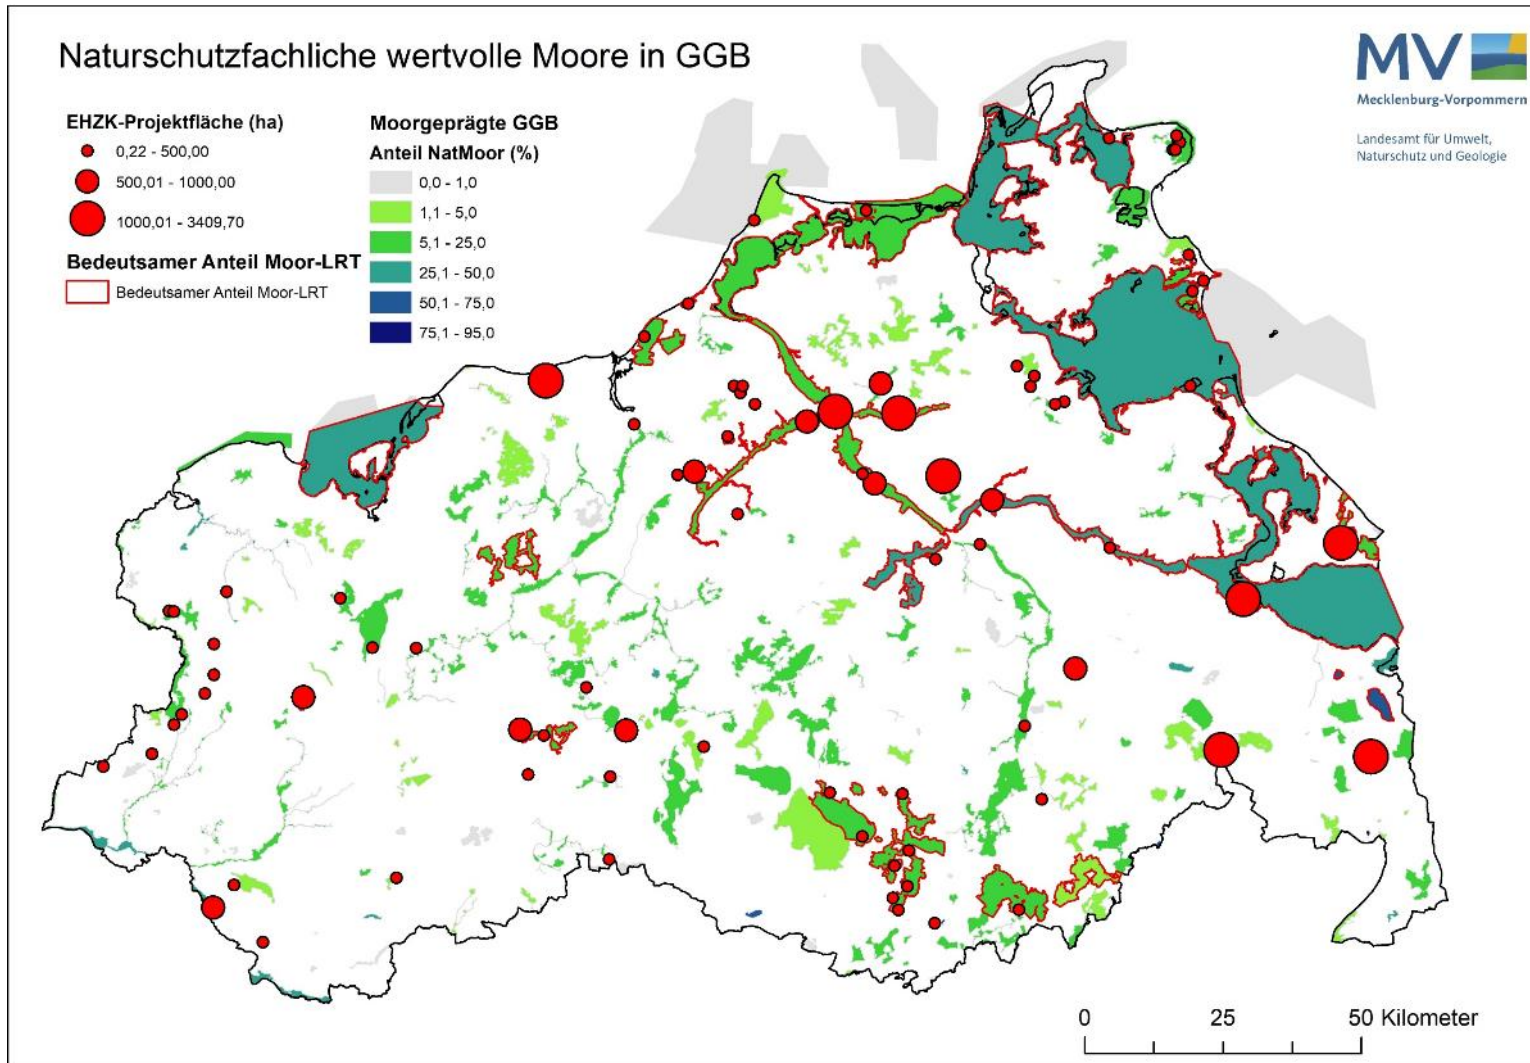 Naturschutzfachliche wertvolle Moore in GGB
EHZK-Projektfläche (ha)
0,22 - 500,00
500,01 - 1000,00
1000,01 - 3409,70
Bedeutsamer Anteil Moor-LRT
Bedeutsamer Anteil Moor-LRT
Moorgeprägte GGB
Anteil NatMoor (%)
0,0 - 1,0
1,1 - 5,0
5,1 - 25,0
25,1 - 50,0
50,1 - 75,0
75,1 - 95,0
MV
Mecklenburg-Vorpommern
Landesamt für Umwelt,
Naturschutz und Geologie
0 25 50 Kilometer